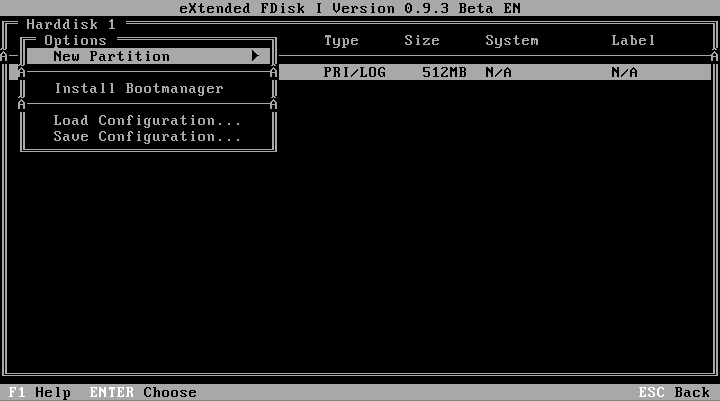 eXtended FDisk I Version 0.9.3 Beta EN
Harddisk 1
Options
Type Size System Label
New Partition
PRI/LOG 512MB N/A N/A
Install Bootmanager
Load Configuration...
Save Configuration...
F1 Help ENTER Choose ESC Back